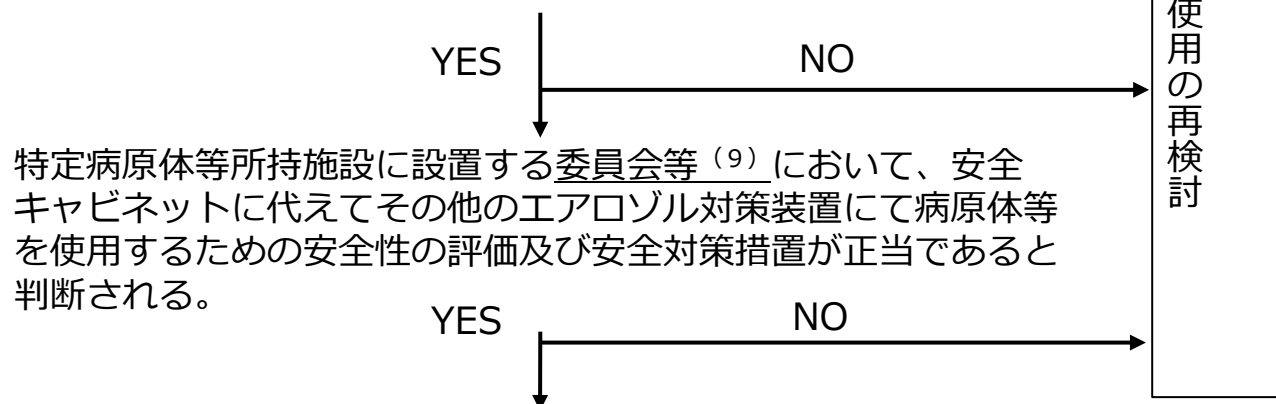 YES
NO
使用の再検討
特定病原体等所持施設に設置する委員会等（9）において、安全
キャビネットに代えてその他のエアロゾル対策装置にて病原体等
を使用するための安全性の評価及び安全対策措置が正当であると
判断される。
YES
NO